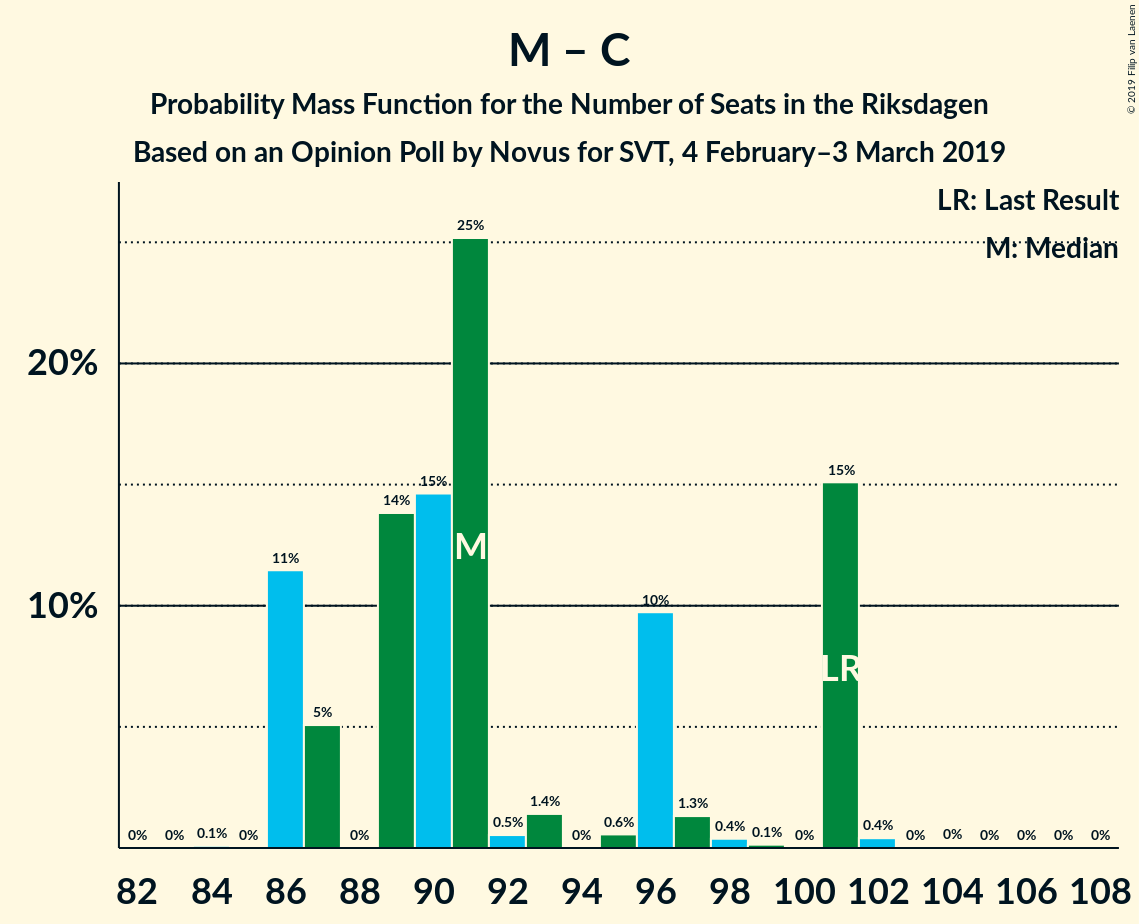 M – C
Probability Mass Function for the Number of Seats in the Riksdagen
Based on an Opinion Poll by Novus for SVT, 4 February–3 March 2019
© 2019 Filip van Laenen
LR: Last Result
M: Median
20%
10%
0% 0% 0.1% 0% 11% 5% 0% 14% 15% 25% 0.5% 1.4% 0% 0.6% 10% 1.3% 0.4% 0.1% 0% 15% 0.4% 0% 0% 0% 0% 0% 0%
M
LR
82 84 86 88 90 92 94 96 98 100 102 104 106 108